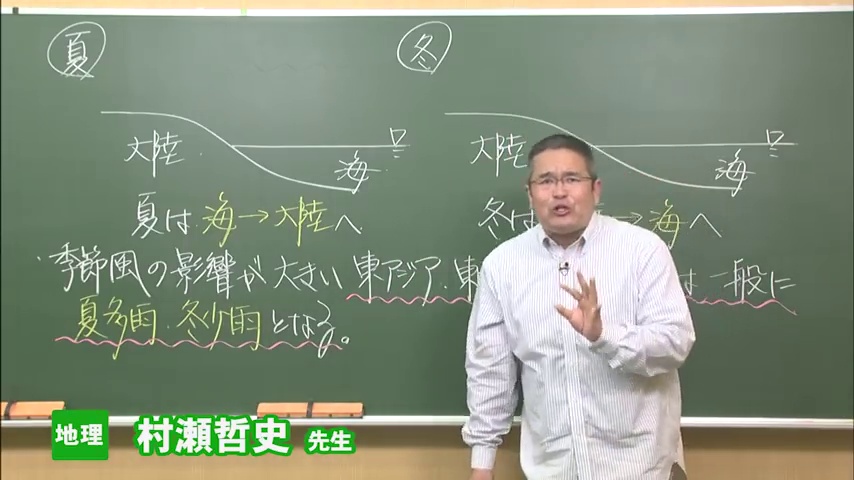 夏
冬
大陸
海
大陸
海
夏は 海→大陸へ
冬は →海へ
季節風の影響が大きい 東アジア・東 は一般に
夏多雨・冬少雨となる。
地理 村瀬哲史 先生